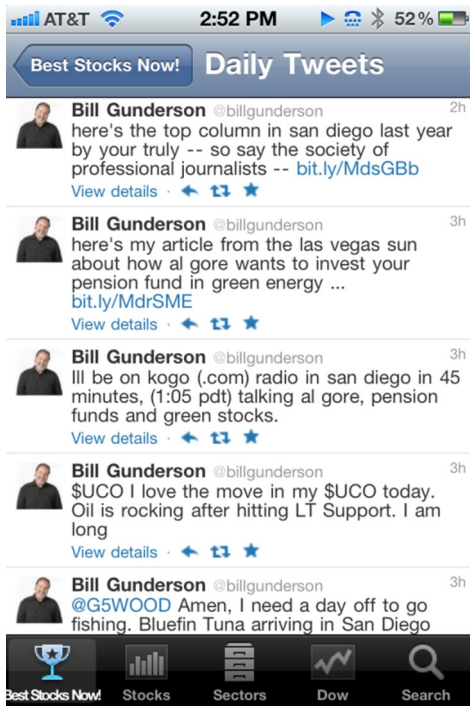 AT&T 2:52 PM 52%
Best Stocks Now! Daily Tweets
Bill Gunderson @billgunderson 2h
here's the top column in san diego last year
by your truly -- so say the society of
professional journalists -- bit.ly/MdsGBb
View details ·
Bill Gunderson @billgunderson 3h
here's my article from the las vegas sun
about how al gore wants to invest your
pension fund in green energy ...
bit.ly/MdrSME
View details ·
Bill Gunderson @billgunderson 3h
Ill be on kogo (.com) radio in san diego in 45
minutes, (1:05 pdt) talking al gore, pension
funds and green stocks.
View details ·
Bill Gunderson @billgunderson 3h
$UCO I love the move in my $UCO today.
Oil is rocking after hitting LT Support. I am
long
View details ·
Bill Gunderson @billgunderson 3h
@G5WOOD Amen, I need a day off to go
fishing. Bluefin Tuna arriving in San Diego
Best Stocks Now! Stocks Sectors Dow Search